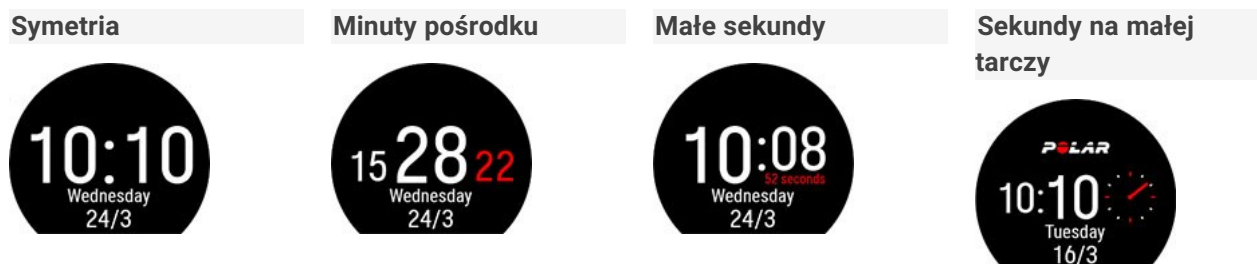 Symetria
10:10
Wednesday
24/3
Minuty pośrodku
15 28 22
Wednesday
24/3
Małe sekundy
10:08
52 seconds
Wednesday
24/3
Sekundy na małej
tarczy
POLAR
10:10
Tuesday
16/3